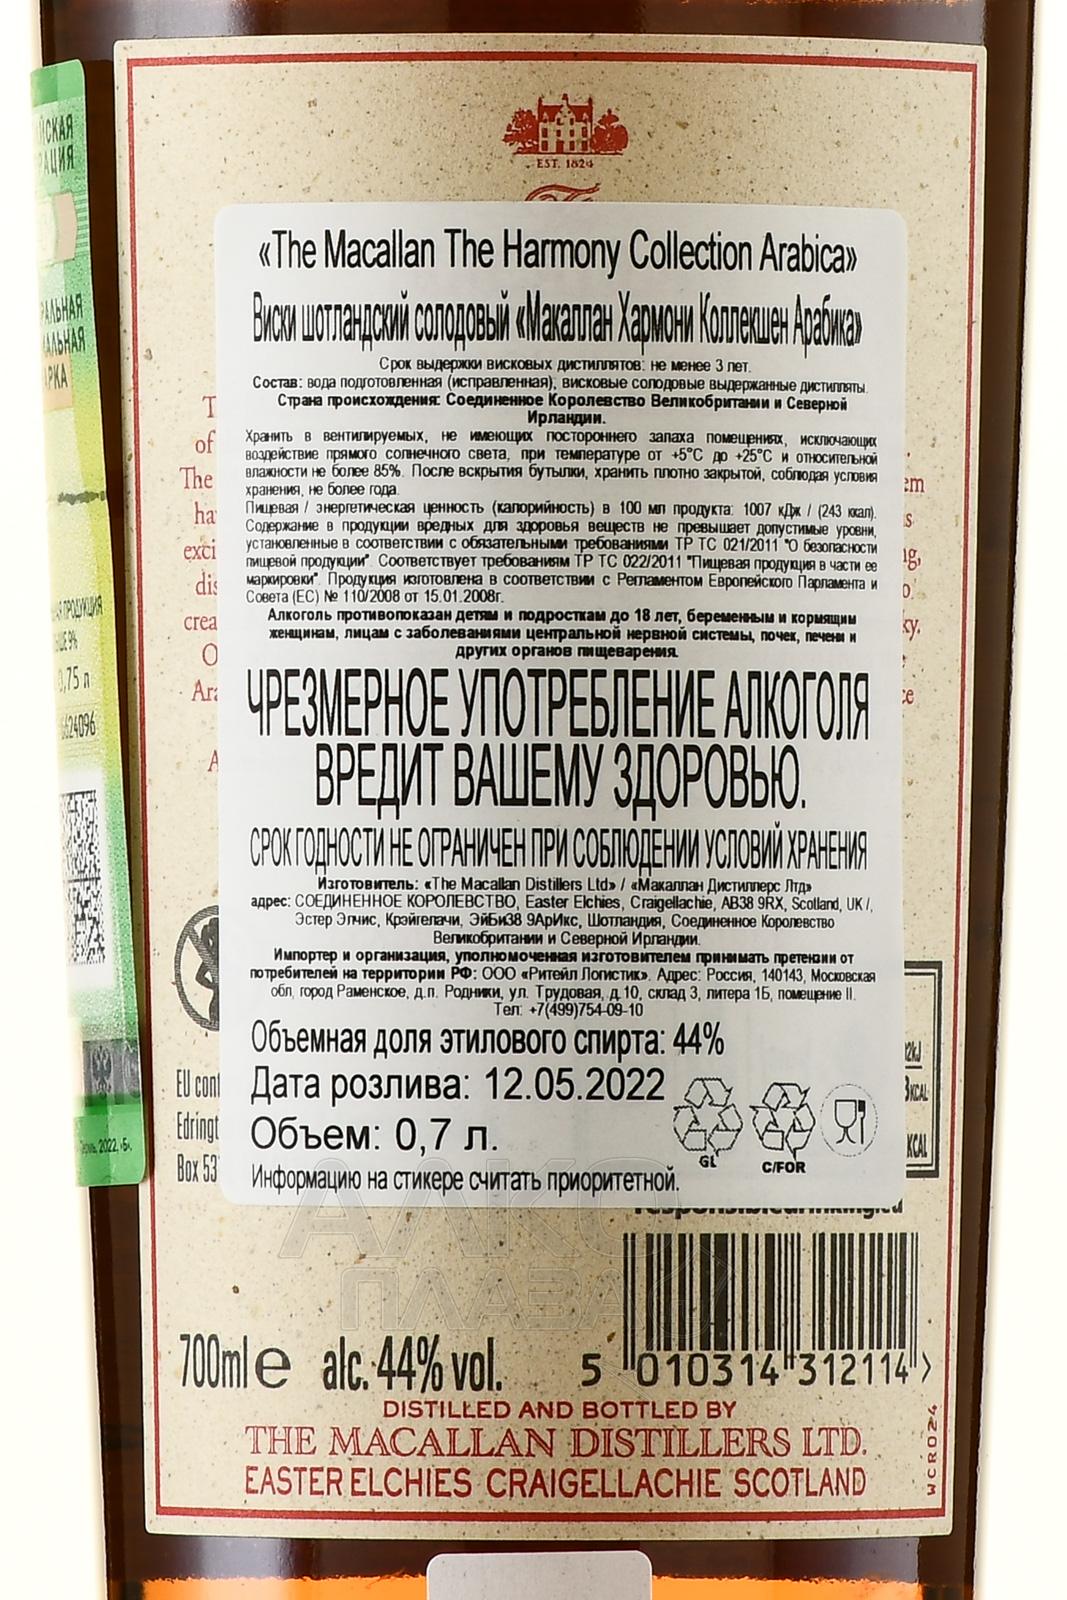 EST. 1824
«The Macallan The Harmony Collection Arabica»
Виски шотландский солодовый «Макаллан Хармони Коллекшен Арабика»
Срок выдержки висковых дистиллятов: не менее 3 лет.
Состав: вода подготовленная (исправленная), висковые солодовые выдержанные дистилляты.
Страна происхождения: Соединенное Королевство Великобритании и Северной
Ирландии.
Хранить в вентилируемых, не имеющих постороннего запаха помещениях, исключающих
воздействие прямого солнечного света, при температуре от +5°С до +25°С и относительной
влажности не более 85%. После вскрытия бутылки, хранить плотно закрытой, соблюдая условия
хранения, не более года.
Пищевая / энергетическая ценность (калорийность) в 100 мл продукта: 1007 кДж / (243 ккал).
Содержание в продукции вредных для здоровья веществ не превышает допустимые уровни,
установленные в соответствии с обязательными требованиями ТР ТС 021/2011 "О безопасности
пищевой продукции". Соответствует требованиям ТР ТС 022/2011 "Пищевая продукция в части ее
маркировки". Продукция изготовлена в соответствии с Регламентом Европейского Парламента и
Совета (ЕС) № 110/2008 от 15.01.2008г.
Алкоголь противопоказан детям и подросткам до 18 лет, беременным и кормящим
женщинам, лицам с заболеваниями центральной нервной системы, почек, печени и
других органов пищеварения.
ЧРЕЗМЕРНОЕ УПОТРЕБЛЕНИЕ АЛКОГОЛЯ
ВРЕДИТ ВАШЕМУ ЗДОРОВЬЮ.
СРОК ГОДНОСТИ НЕ ОГРАНИЧЕН ПРИ СОБЛЮДЕНИИ УСЛОВИЙ ХРАНЕНИЯ
Изготовитель: «The Macallan Distillers Ltd» / «Макаллан Дистиллерс Лтд»
адрес: СОЕДИНЕННОЕ КОРОЛЕВСТВО, Easter Elchies, Craigellachie, AB38 9RX, Scotland, UK /,
Эстер Элчис, Крэйгелачи, ЭйБи38 9АрИкс, Шотландия, Соединенное Королевство
Великобритании и Северной Ирландии.
Импортер и организация, уполномоченная изготовителем принимать претензии от
потребителей на территории РФ: ООО «Ритейл Логистик». Адрес: Россия, 140143, Московская
обл, город Раменское, д.п. Родники, ул. Трудовая, д.10, склад 3, литера 1Б, помещение II.
Тел: +7(499)754-09-10
Объемная доля этилового спирта: 44%
Дата розлива: 12.05.2022
Объем: 0,7 л.
GL C/FOR
Информацию на стикере считать приоритетной.
EU cont
Edringt
Box 53
KCAL
KCAL
АЛКО
ПЛАЗА
700ml e alc. 44% vol.
5 010314 312114 >
DISTILLED AND BOTTLED BY
THE MACALLAN DISTILLERS LTD.
EASTER ELCHIES CRAIGELLACHIE SCOTLAND
WCR024